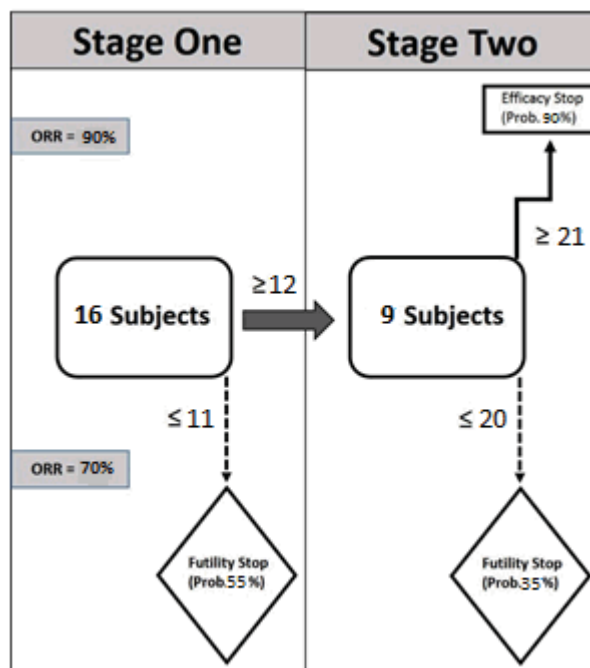 Stage One
Stage Two
Efficacy Stop
(Prob. 90%)
ORR = 90%
≥ 21
≥12
16 Subjects
9 Subjects
≤ 11
≤ 20
ORR = 70%
Futility Stop
(Prob.55%)
Futility Stop
(Prob.35%)